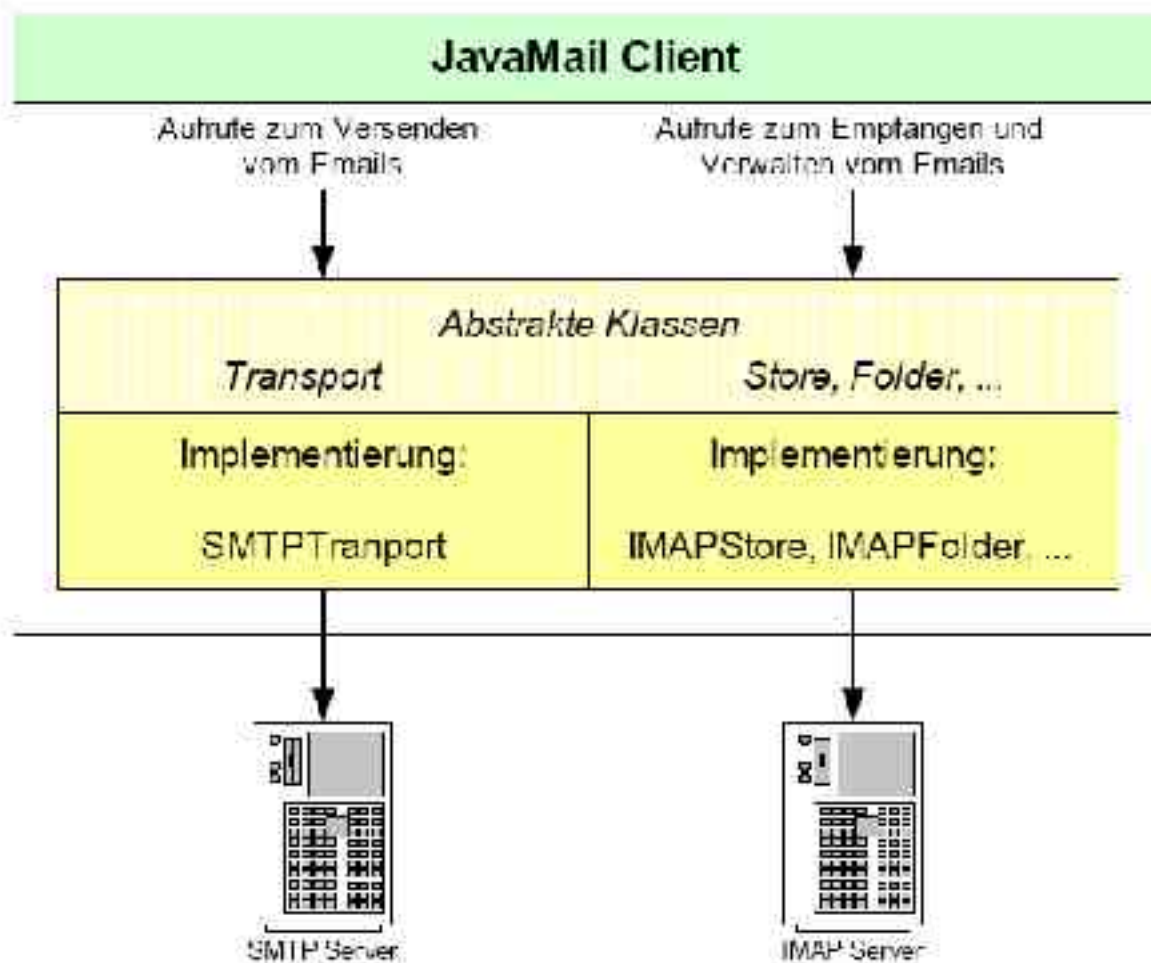 JavaMail Client
Aufrufe zum Versenden
vom Emails
Aufrufe zum Empfangen und
Verwalten vom Emails
Abstrakte Klassen
Transport
Store, Folder, ...
Implementierung:
SMTPTranport
Implementierung:
IMAPStore, IMAPFolder, ...
SMTP Server
IMAP Server